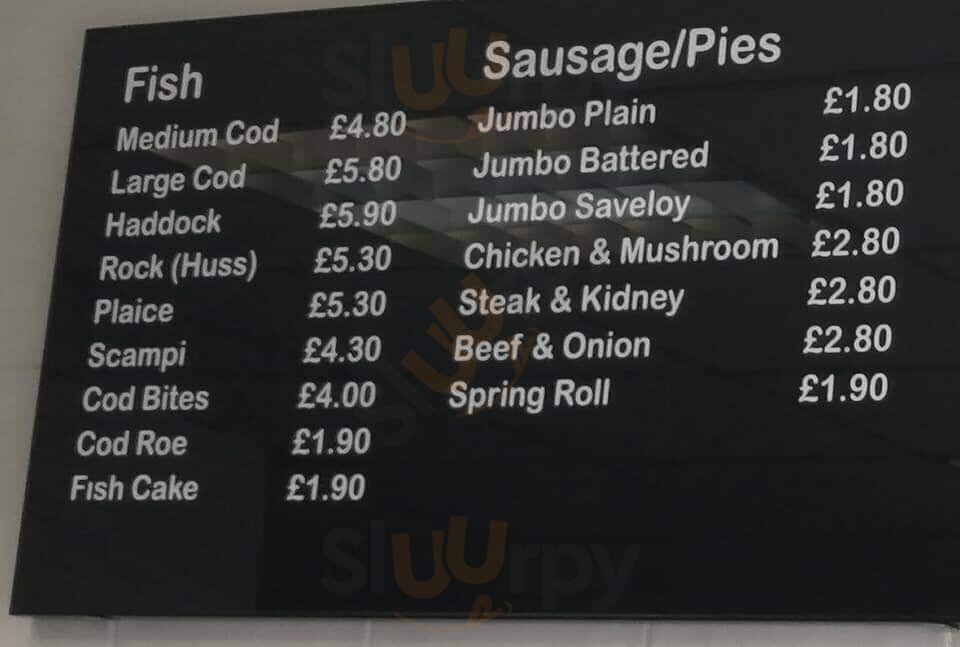 Fish
Medium Cod £4.80
Large Cod £5.80
Haddock £5.90
Rock (Huss) £5.30
Plaice £5.30
Scampi £4.30
Cod Bites £4.00
Cod Roe £1.90
Fish Cake £1.90
Sausage/Pies
Jumbo Plain £1.80
Jumbo Battered £1.80
Jumbo Saveloy £1.80
Chicken & Mushroom £2.80
Steak & Kidney £2.80
Beef & Onion £2.80
Spring Roll £1.90
Sluurpy
Sluurpy
Sluurpy